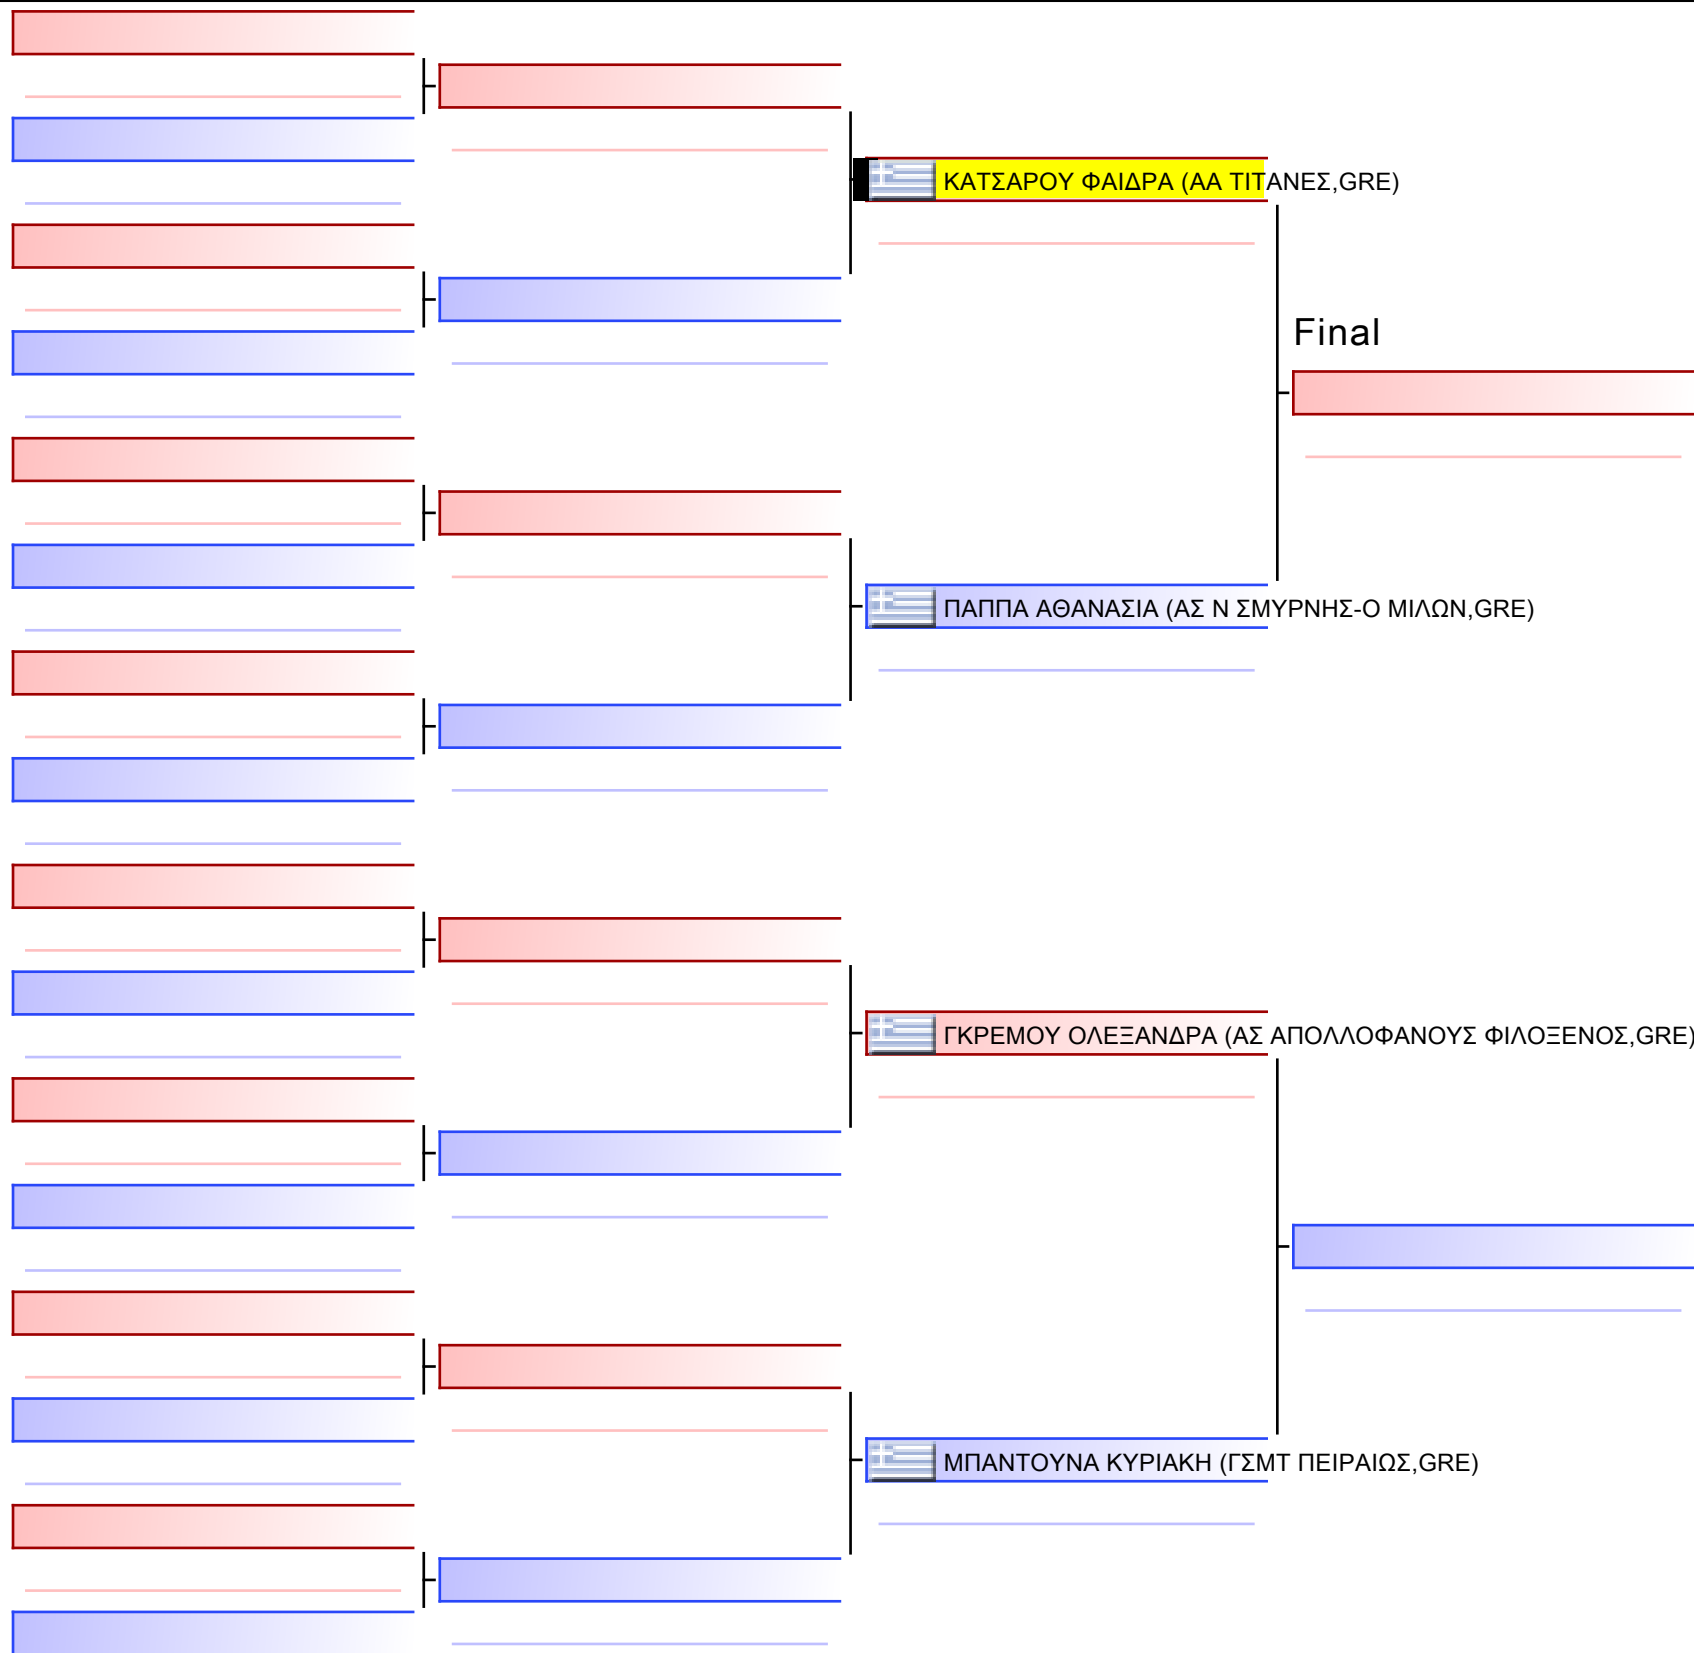 ΚΑΤΣΑΡΟΥ ΦΑΙΔΡΑ (ΑΑ ΤΙΤΑΝΕΣ,GRE)
Final
ΠΑΠΠΑ ΑΘΑΝΑΣΙΑ (ΑΣ Ν ΣΜΥΡΝΗΣ-Ο ΜΙΛΩΝ,GRE)
ΓΚΡΕΜΟΥ ΟΛΕΞΑΝΔΡΑ (ΑΣ ΑΠΟΛΛΟΦΑΝΟΥΣ ΦΙΛΟΞΕΝΟΣ,GRE)
ΜΠΑΝΤΟΥΝΑ ΚΥΡΙΑΚΗ (ΓΣΜΤ ΠΕΙΡΑΙΩΣ,GRE)